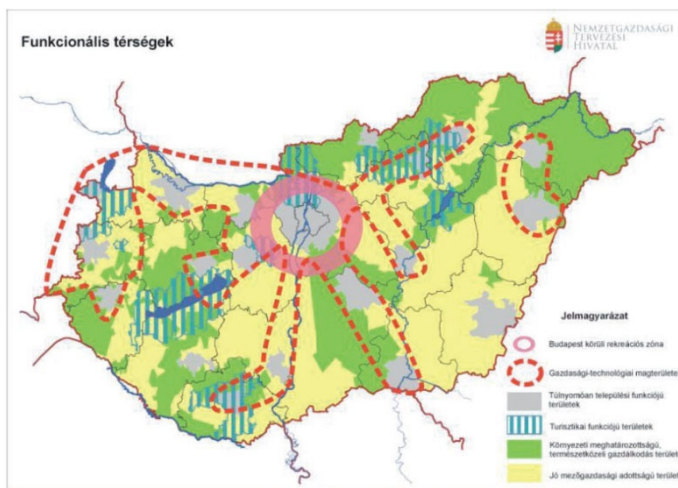 Funkcionális térségek
NEMZETGAZDASÁGI
TERVEZÉSI
HIVATAL
Jelmagyarázat
Budapest körüli rekreációs zóna
Gazdasági-technológiai magterülete
Túlnyomóan települési funkciójú
területek
Turisztikai funkciójú területek
Környezeti meghatározottságú,
természetközeli gazdálkodás terület
Jó mezőgazdasági adottságú terület